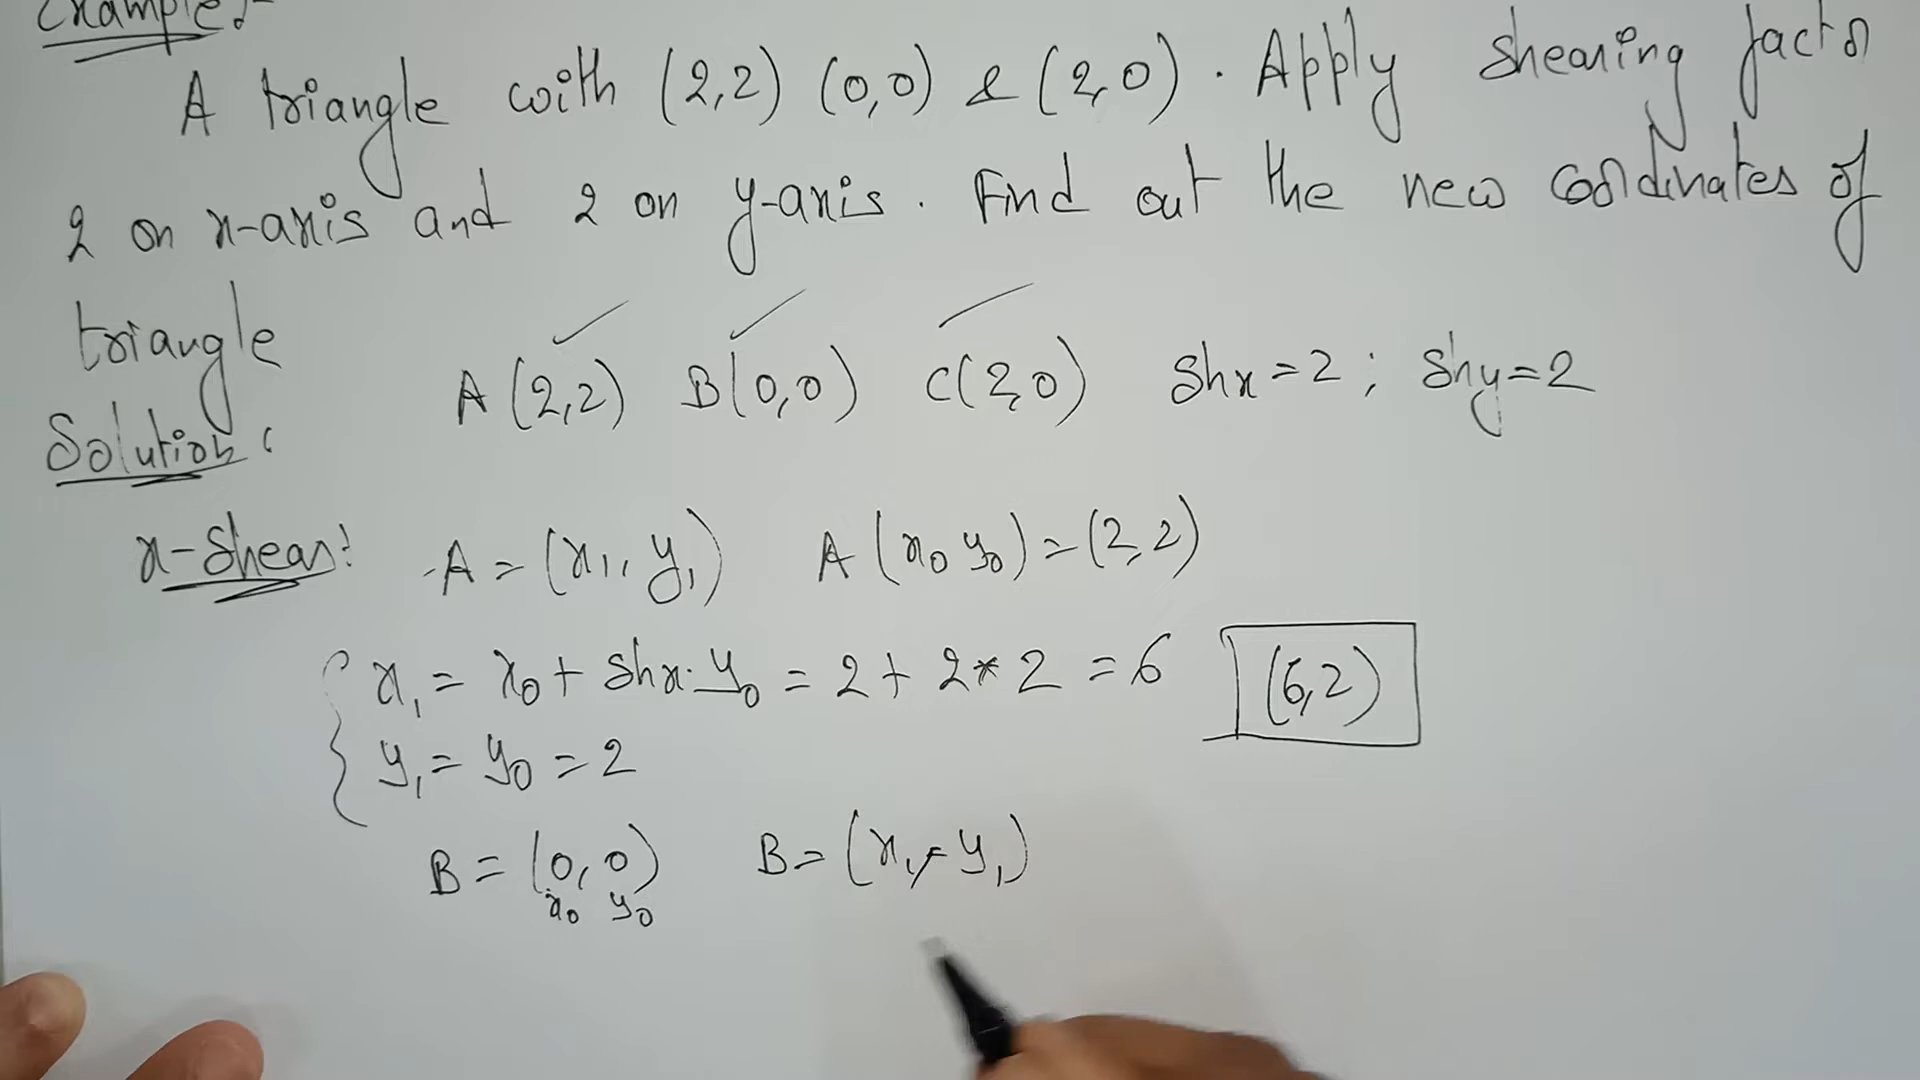 Example:-
A triangle with (2,2) (0,0) & (2,0). Apply shearing factor
2 on x-axis and 2 on y-axis. Find out the new coordinates of
triangle
A (2,2) B(0,0) C(2,0) Shx=2; Shy=2
Solution:
x-Shear: A = (x1, y1) A (x0 y0) = (2,2)
x1 = x0 + Shx.y0 = 2 + 2*2 = 6 (6,2)
y1 = y0 = 2
B = (0,0) B = (x1, y1)
x0 y0